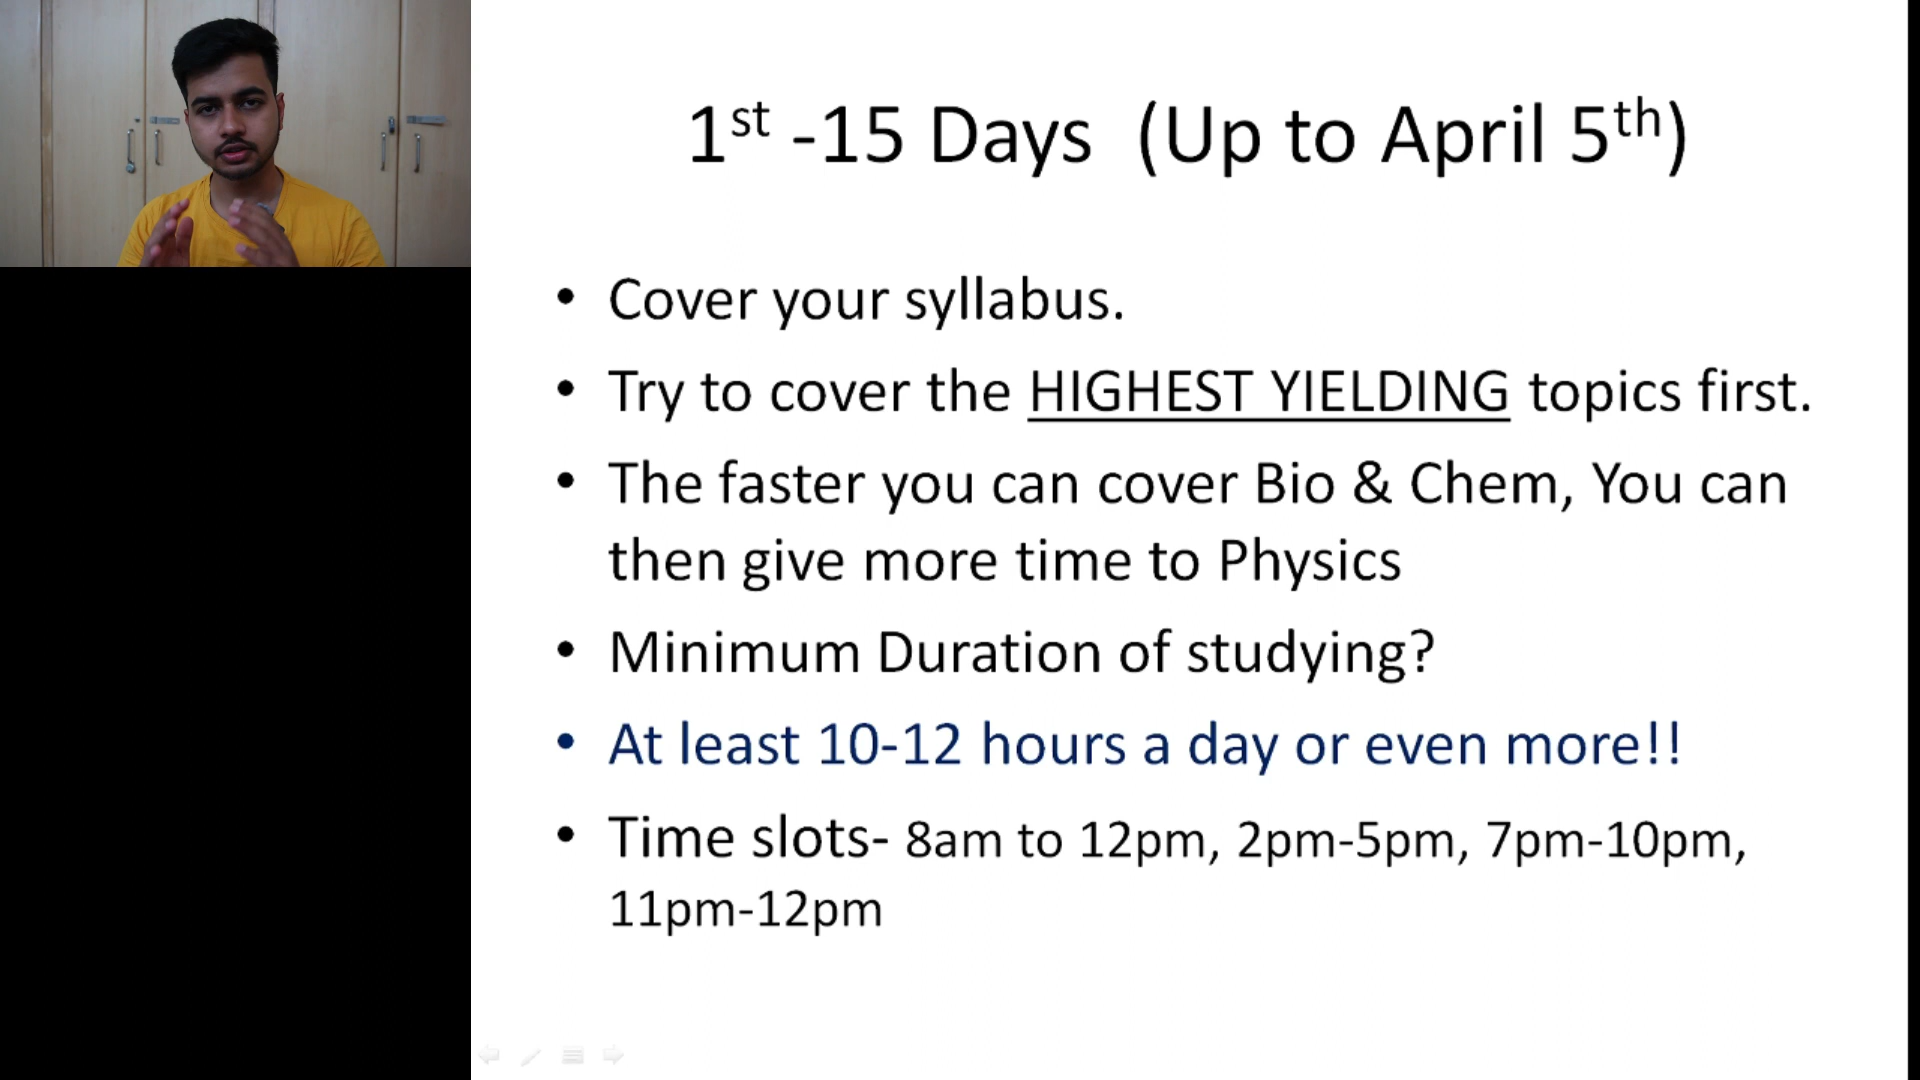 1st -15 Days (Up to April 5th)
• Cover your syllabus.
• Try to cover the HIGHEST YIELDING topics first.
• The faster you can cover Bio & Chem, You can
then give more time to Physics
• Minimum Duration of studying?
• At least 10-12 hours a day or even more!!
• Time slots- 8am to 12pm, 2pm-5pm, 7pm-10pm,
11pm-12pm